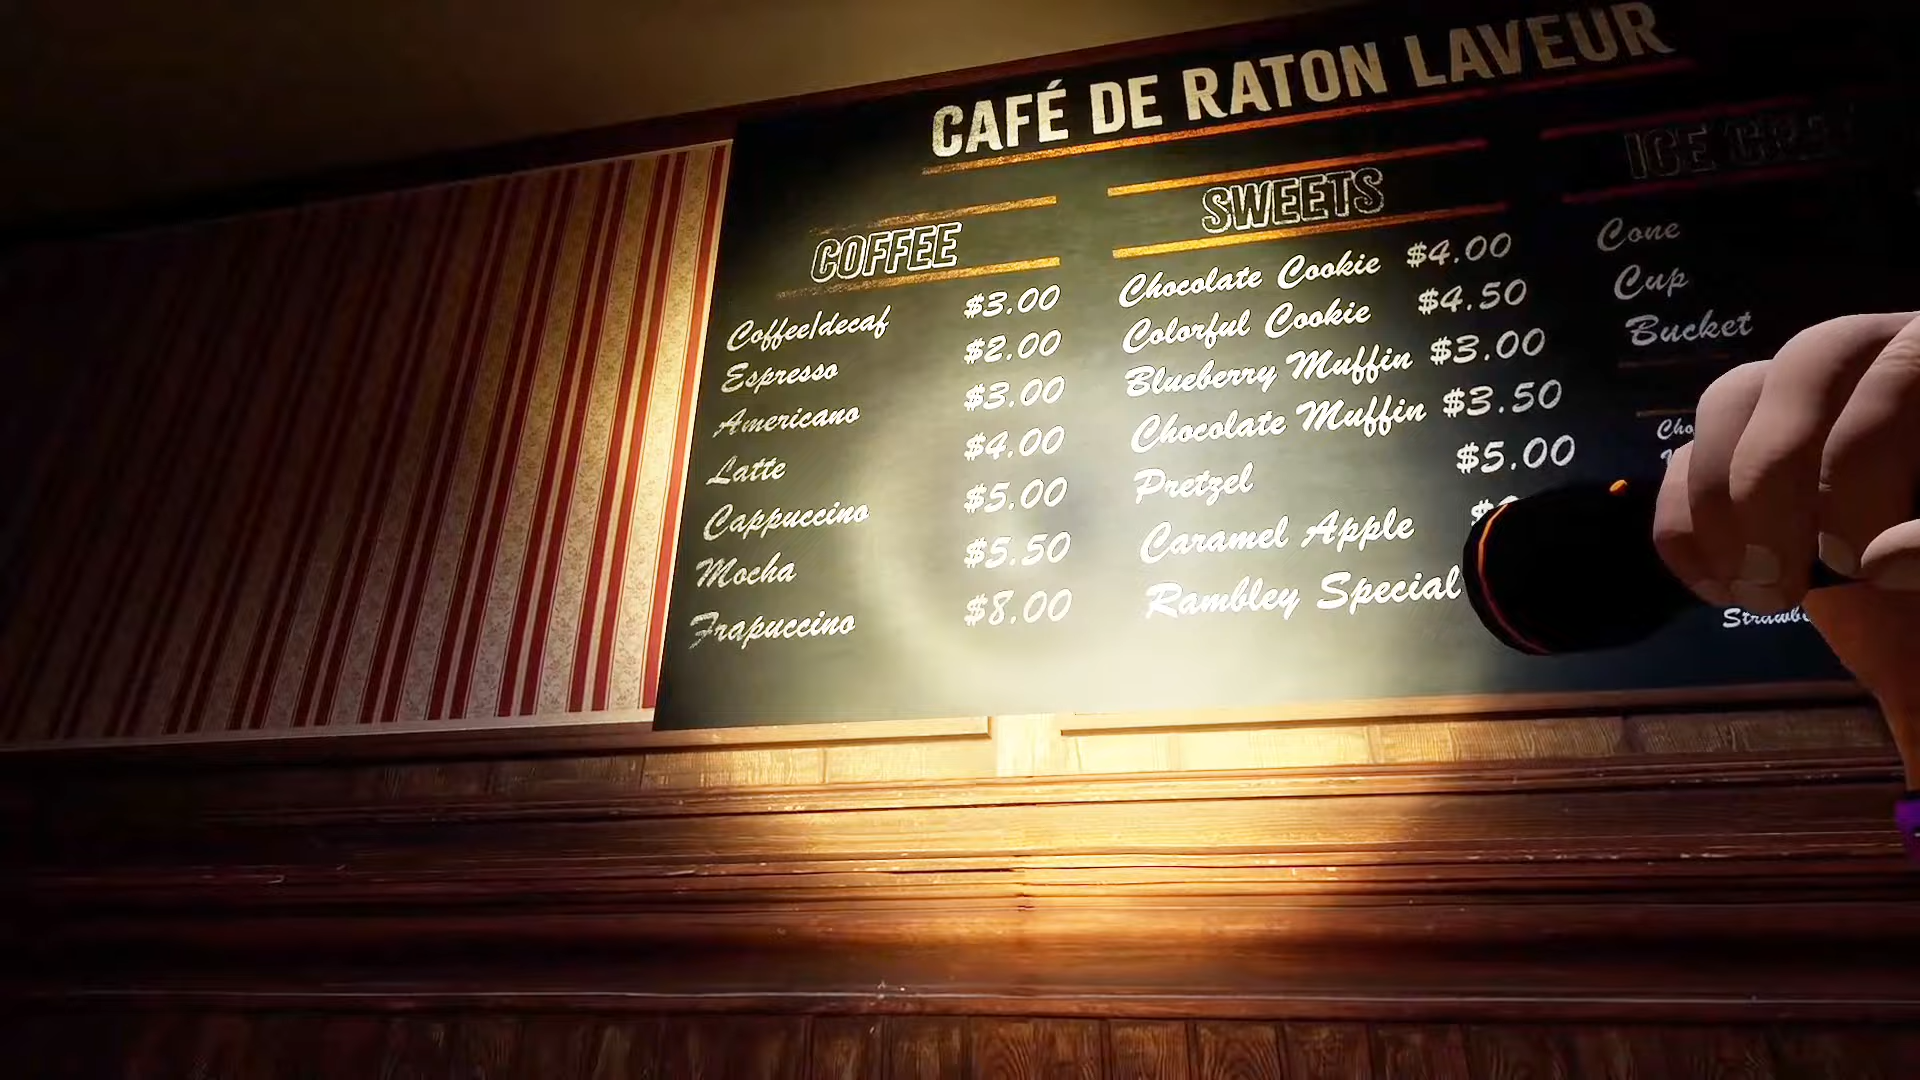 CAFÉ DE RATON LAVEUR
COFFEE
Coffee/decaf $3.00
Espresso $2.00
Americano $3.00
Latte $4.00
Cappuccino $5.00
Mocha $5.50
Frapuccino $8.00
SWEETS
Chocolate Cookie $4.00
Colorful Cookie $4.50
Blueberry Muffin $3.00
Chocolate Muffin $3.50
Pretzel $5.00
Caramel Apple
Rambley Special
ICE
Cone
Cup
Bucket